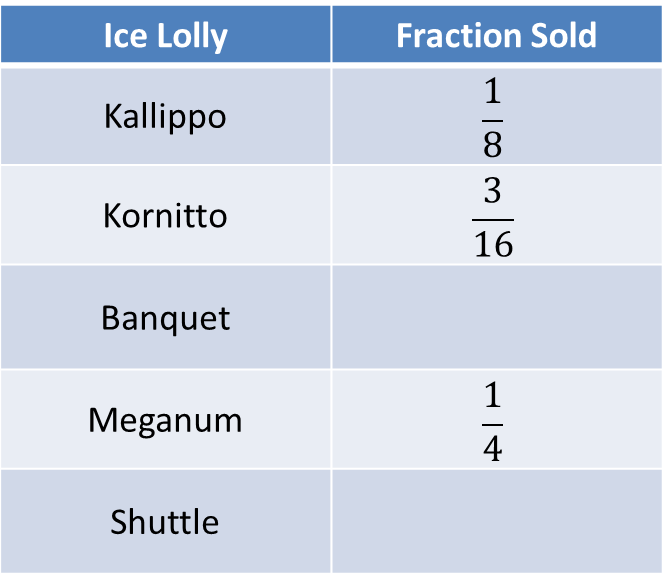 Ice Lolly Fraction Sold
Kallippo 1/8
Kornitto 3/16
Banquet
Meganum 1/4
Shuttle